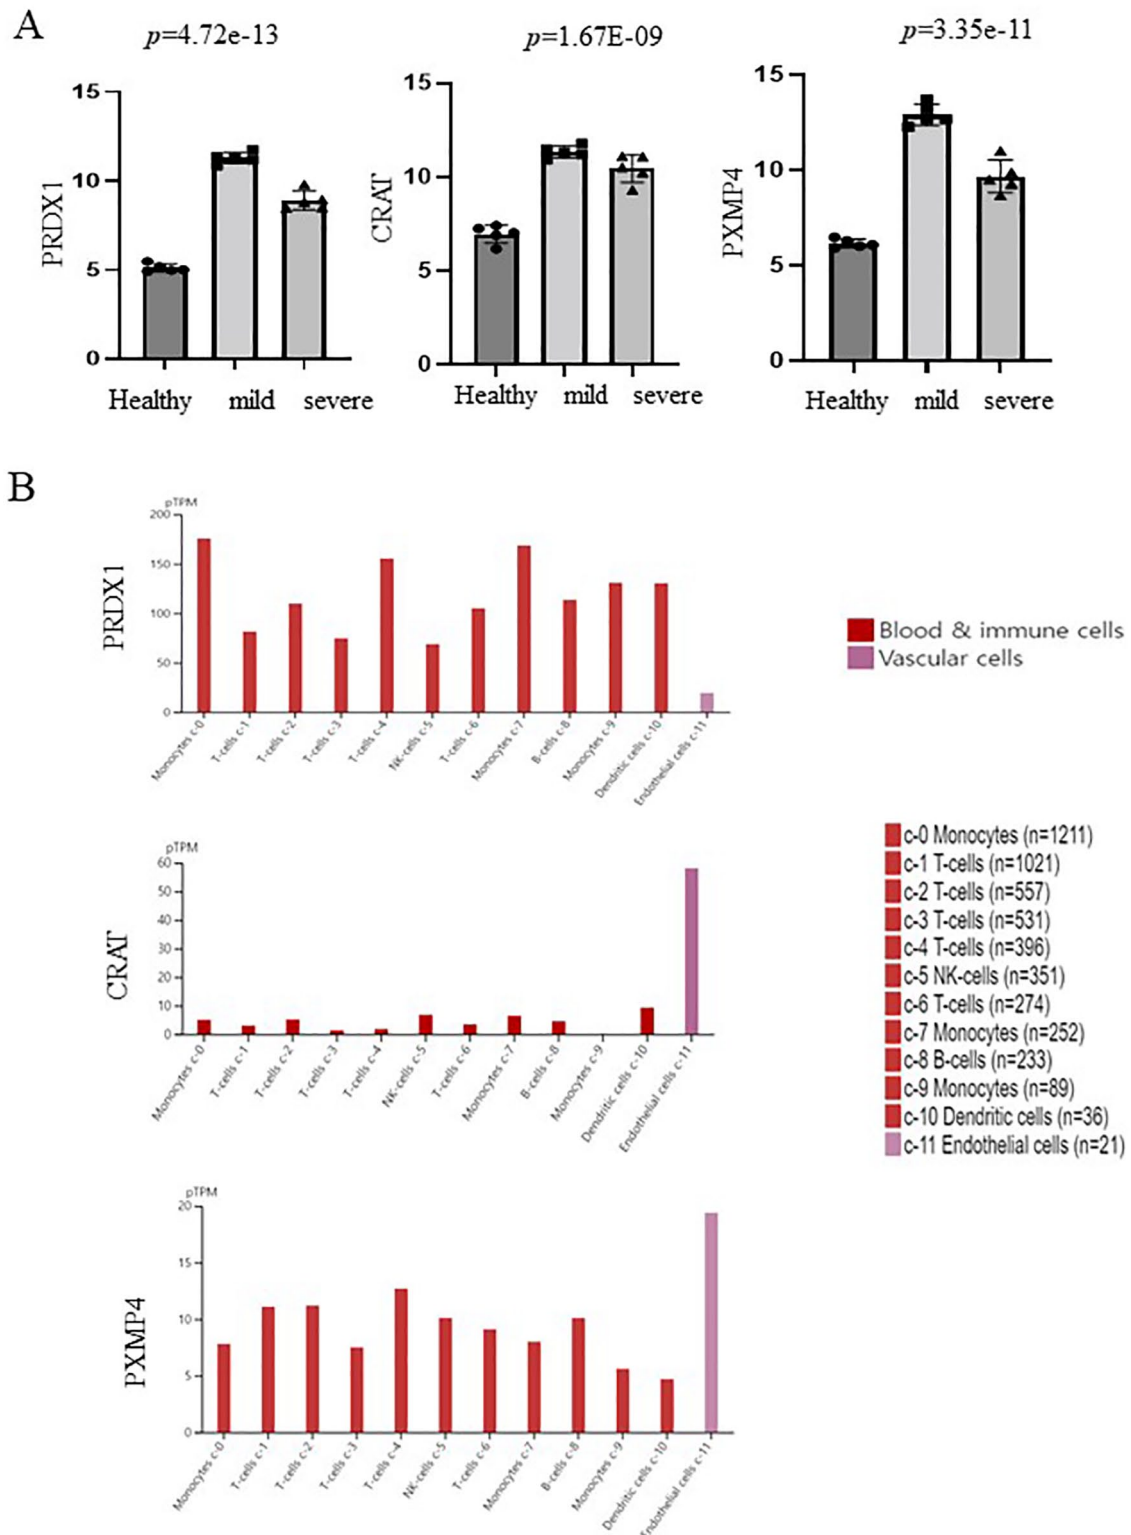 A
p=4.72e-13
p=1.67E-09
p=3.35e-11
PRDX1
15
10
5
0
Healthy mild severe
CRAT
15
10
5
0
Healthy mild severe
PXMP4
15
10
5
0
Healthy mild severe
B
PRDX1
pTPM
200
150
100
50
0
Monocytes c-0
T-cells c-1
T-cells c-2
T-cells c-3
T-cells c-4
NK-cells c-5
T-cells c-6
Monocytes c-7
B-cells c-8
Monocytes c-9
Dendritic cells c-10
Endothelial cells c-11
Blood & immune cells
Vascular cells
CRAT
pTPM
60
50
40
30
20
10
0
Monocytes c-0
T-cells c-1
T-cells c-2
T-cells c-3
T-cells c-4
NK-cells c-5
T-cells c-6
Monocytes c-7
B-cells c-8
Monocytes c-9
Dendritic cells c-10
Endothelial cells c-11
c-0 Monocytes (n=1211)
c-1 T-cells (n=1021)
c-2 T-cells (n=557)
c-3 T-cells (n=531)
c-4 T-cells (n=396)
c-5 NK-cells (n=351)
c-6 T-cells (n=274)
c-7 Monocytes (n=252)
c-8 B-cells (n=233)
c-9 Monocytes (n=89)
c-10 Dendritic cells (n=36)
c-11 Endothelial cells (n=21)
PXMP4
pTPM
20
15
10
5
0
Monocytes c-0
T-cells c-1
T-cells c-2
T-cells c-3
T-cells c-4
NK-cells c-5
T-cells c-6
Monocytes c-7
B-cells c-8
Monocytes c-9
Dendritic cells c-10
Endothelial cells c-11